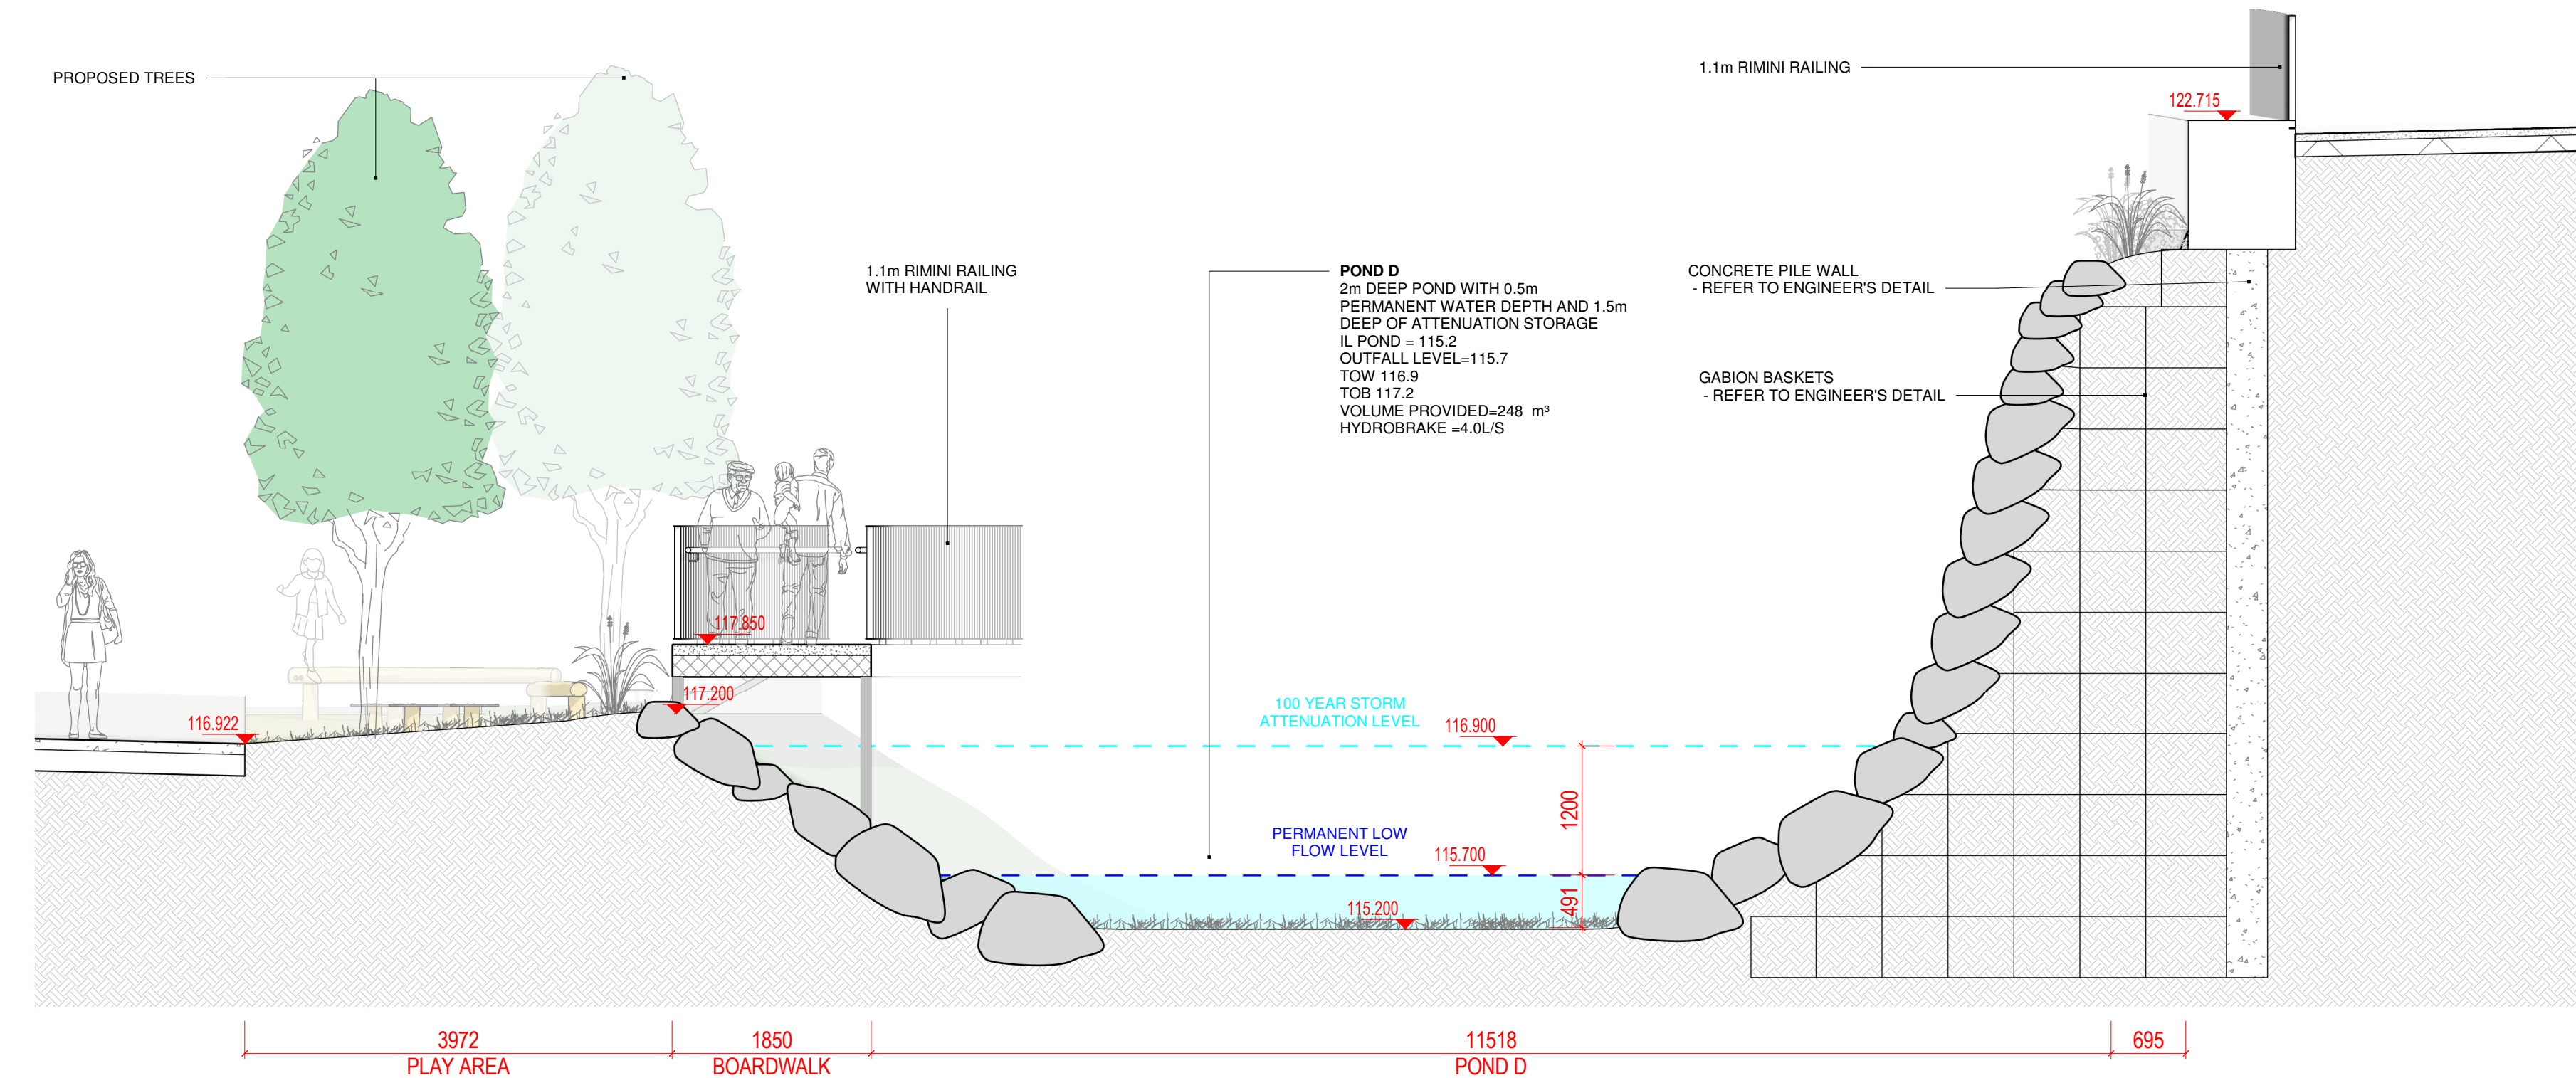 PROPOSED TREES
1.1m RIMINI RAILING
122.715
1.1m RIMINI RAILING
WITH HANDRAIL
POND D
2m DEEP POND WITH 0.5m
PERMANENT WATER DEPTH AND 1.5m
DEEP OF ATTENUATION STORAGE
IL POND = 115.2
OUTFALL LEVEL=115.7
TOW 116.9
TOB 117.2
VOLUME PROVIDED=248 m³
HYDROBRAKE =4.0L/S
CONCRETE PILE WALL
- REFER TO ENGINEER'S DETAIL
GABION BASKETS
- REFER TO ENGINEER'S DETAIL
117.850
117.200
116.922
100 YEAR STORM
ATTENUATION LEVEL
116.900
1200
PERMANENT LOW
FLOW LEVEL
115.700
491
115.200
3972
PLAY AREA
1850
BOARDWALK
11518
POND D
695